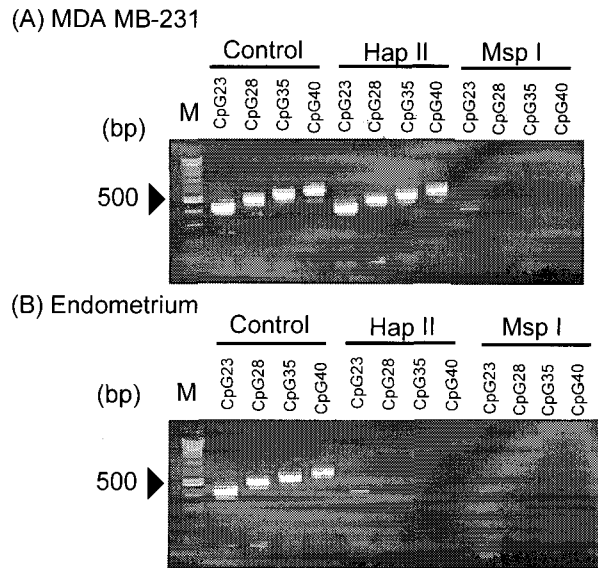 (A) MDA MB-231
Control Hap II Msp I
M CpG23 CpG28 CpG35 CpG40 CpG23 CpG28 CpG35 CpG40 CpG23 CpG28 CpG35 CpG40
(bp)
500
(B) Endometrium
Control Hap II Msp I
M CpG23 CpG28 CpG35 CpG40 CpG23 CpG28 CpG35 CpG40 CpG23 CpG28 CpG35 CpG40
(bp)
500